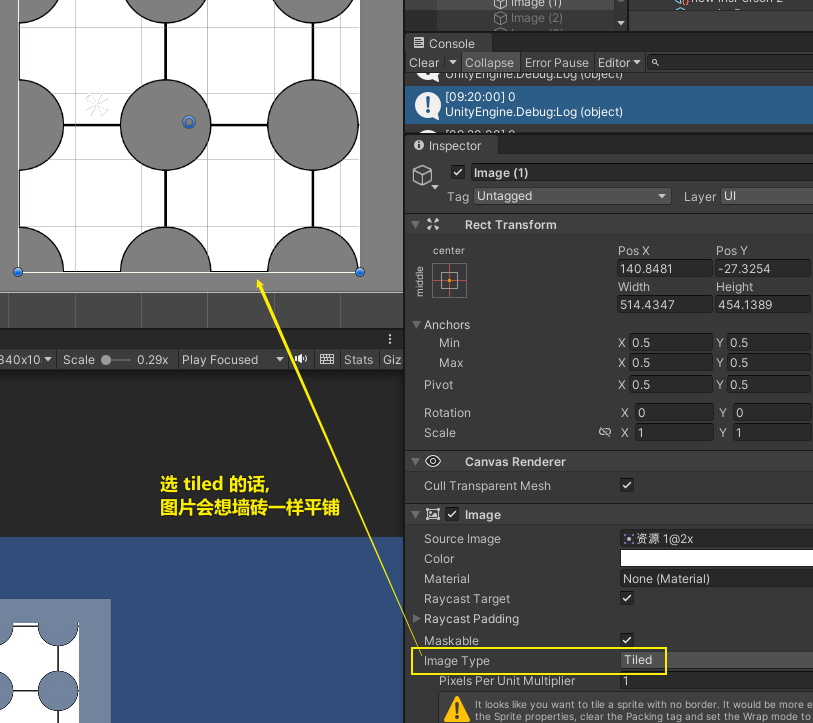 Image (1)
Image (2)
Console
Clear
Collapse
Error Pause
Editor
UnityEngine.Debug:Log (object)
[09:20:00] 0
UnityEngine.Debug:Log (object)
Inspector
Image (1)
Tag Untagged
Layer UI
Rect Transform
center
middle
Pos X
Pos Y
140.8481
-27.3254
Width
Height
514.4347
454.1389
Anchors
Min
X 0.5
Y 0.5
Max
X 0.5
Y 0.5
Pivot
X 0.5
Y 0.5
Rotation
X 0
Y 0
Scale
X 1
Y 1
Canvas Renderer
Cull Transparent Mesh
Image
Source Image
资源 1@2x
Color
Material
None (Material)
Raycast Target
Raycast Padding
Maskable
Image Type
Tiled
Pixels Per Unit Multiplier
1
It looks like you want to tile a sprite with no border. It would be more e
the Sprite properties, clear the Packing tag and set the Wrap mode to
340x10
Scale
0.29x
Play Focused
Stats
Giz
选 tiled 的话,
图片会想墙砖一样平铺